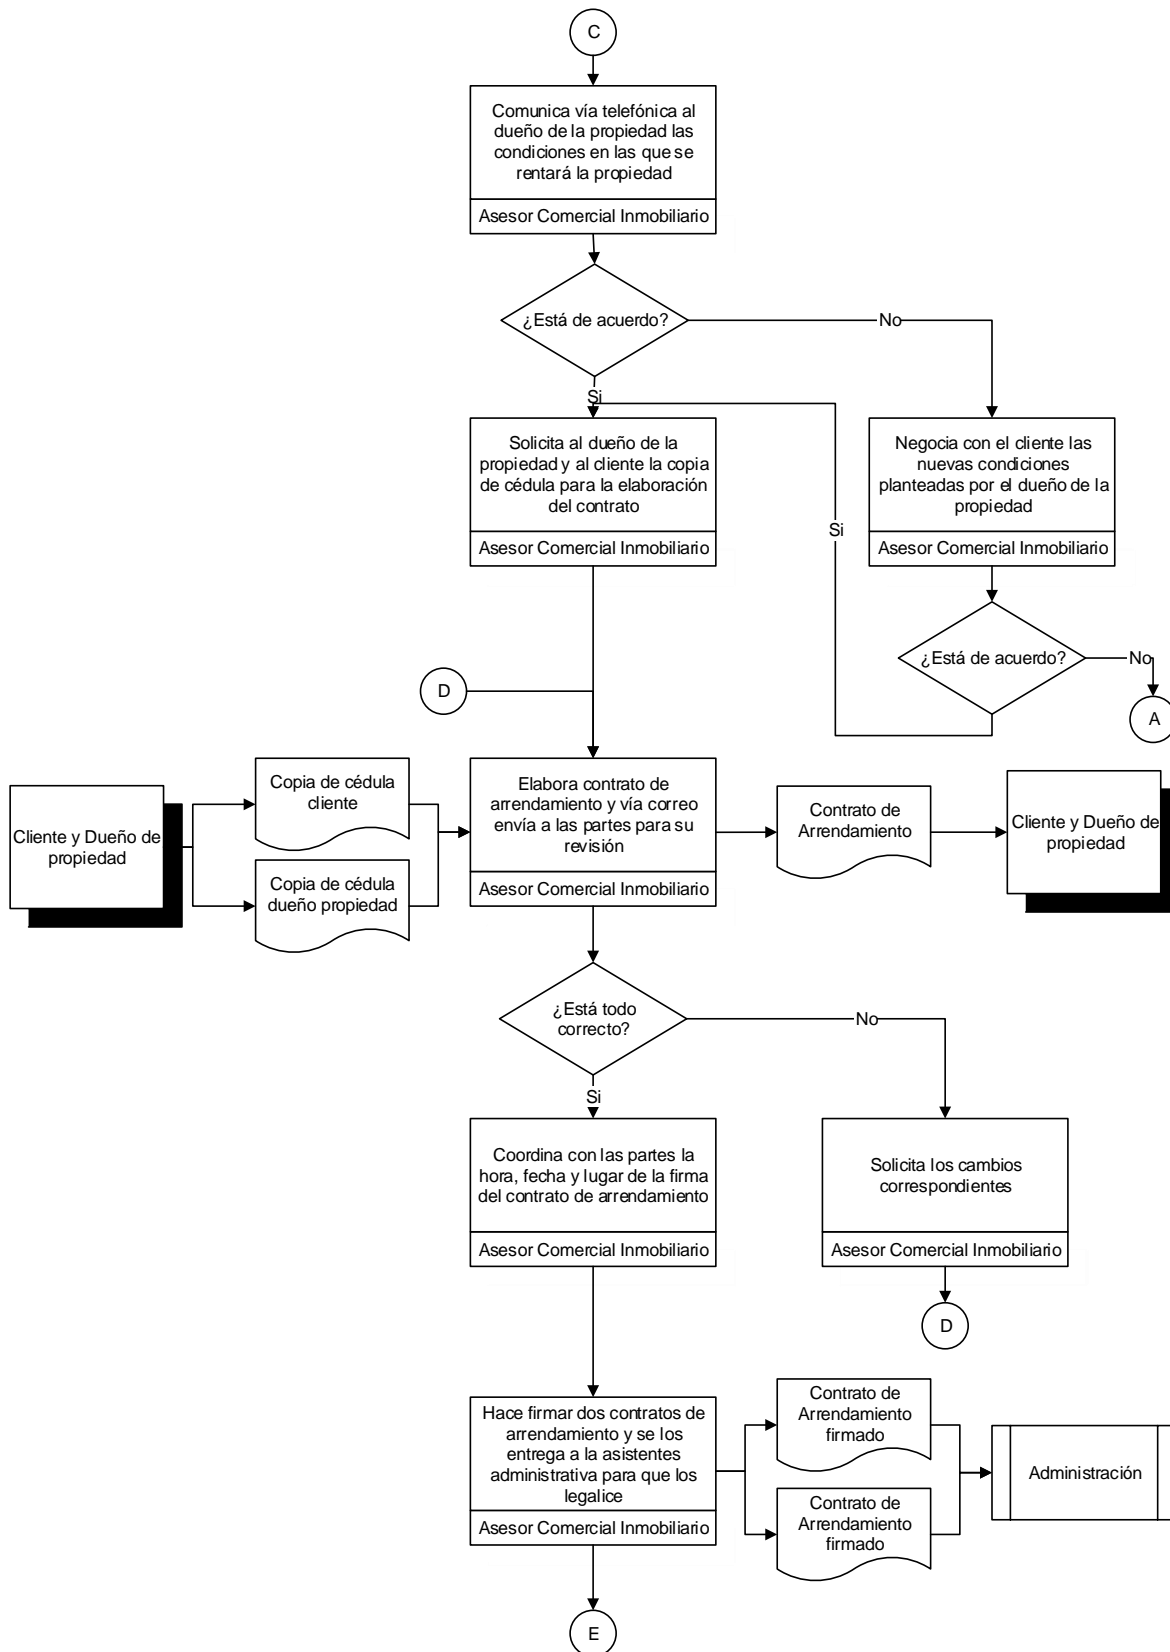 C
Comunica vía telefónica al
dueño de la propiedad las
condiciones en las que se
rentará la propiedad
Asesor Comercial Inmobiliario
¿Está de acuerdo?
No
Si
Solicita al dueño de la
propiedad y al cliente la copia
de cédula para la elaboración
del contrato
Asesor Comercial Inmobiliario
Negocia con el cliente las
nuevas condiciones
planteadas por el dueño de la
propiedad
Asesor Comercial Inmobiliario
Si
¿Está de acuerdo?
No
A
D
Cliente y Dueño de
propiedad
Copia de cédula
cliente
Copia de cédula
dueño propiedad
Elabora contrato de
arrendamiento y vía correo
envía a las partes para su
revisión
Asesor Comercial Inmobiliario
Contrato de
Arrendamiento
Cliente y Dueño de
propiedad
¿Está todo
correcto?
No
Si
Coordina con las partes la
hora, fecha y lugar de la firma
del contrato de arrendamiento
Asesor Comercial Inmobiliario
Solicita los cambios
correspondientes
Asesor Comercial Inmobiliario
D
Hace firmar dos contratos de
arrendamiento y se los
entrega a la asistentes
administrativa para que los
legalice
Asesor Comercial Inmobiliario
Contrato de
Arrendamiento
firmado
Contrato de
Arrendamiento
firmado
Administración
E